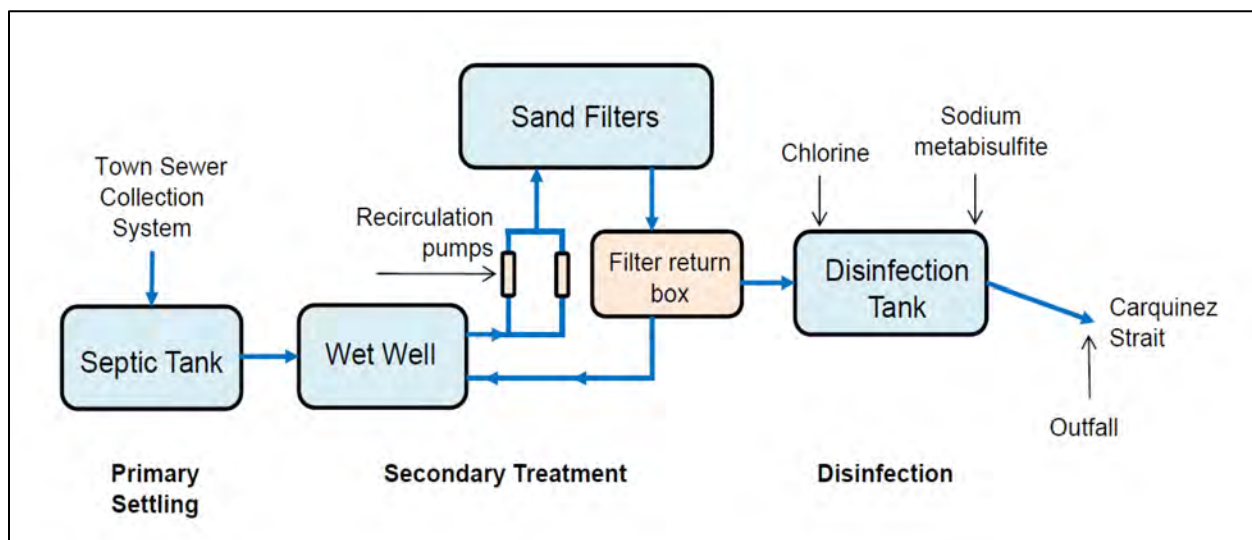 Sand Filters
Sodium
metabisulfite
Chlorine
Town Sewer
Collection
System
Recirculation
pumps
Filter return
box
Disinfection
Tank
Carquinez
Strait
Septic Tank
Wet Well
Outfall
Primary
Settling
Secondary Treatment
Disinfection